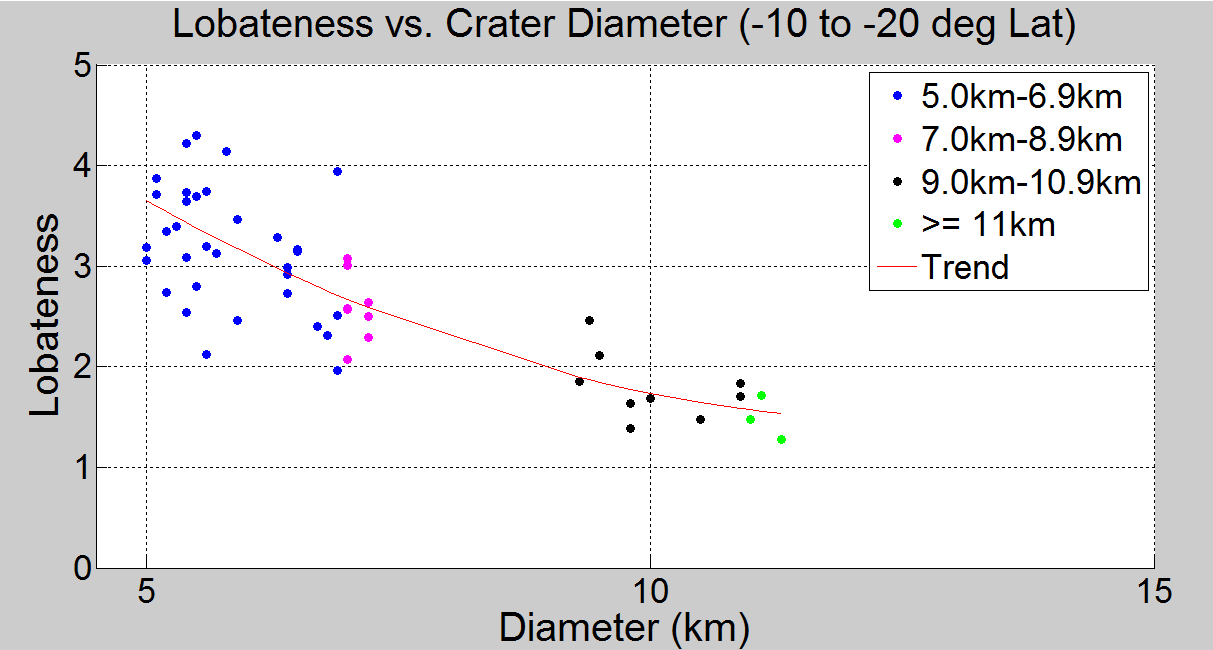 Lobateness vs. Crater Diameter (-10 to -20 deg Lat)
5
4
3
2
1
0
Lobateness
5.0km-6.9km
7.0km-8.9km
9.0km-10.9km
>= 11km
Trend
5 10 15
Diameter (km)